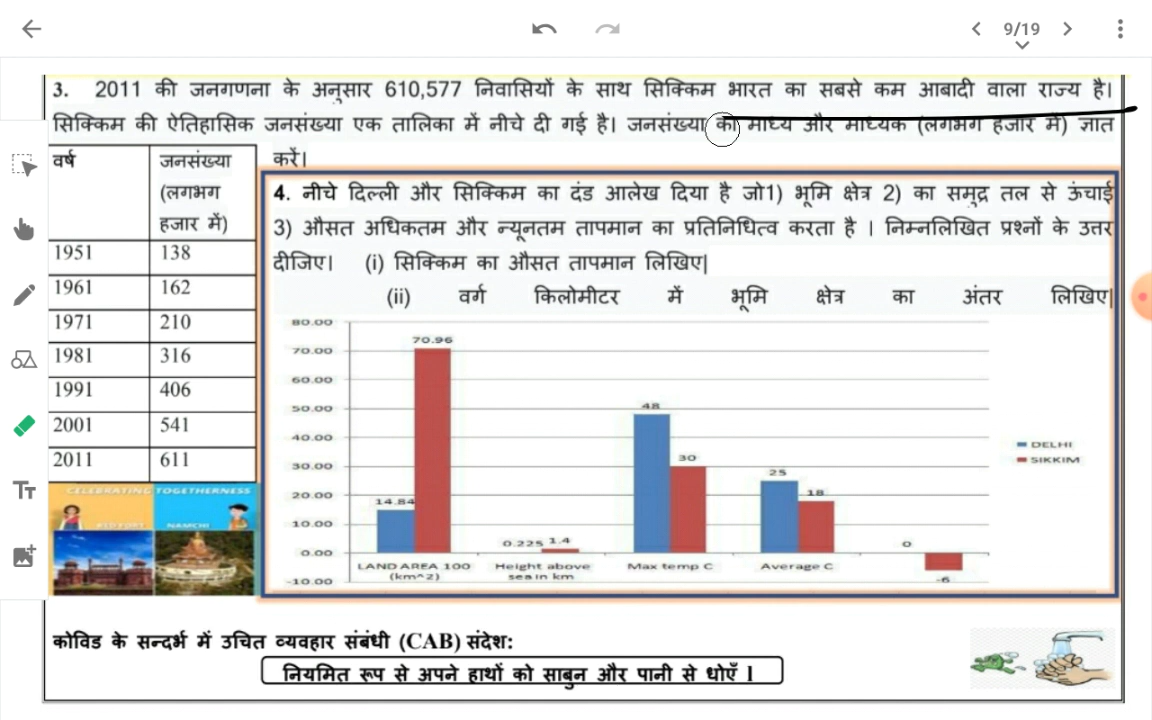 9/19
3. 2011 की जनगणना के अनुसार 610,577 निवासियों के साथ सिक्किम भारत का सबसे कम आबादी वाला राज्य है।
सिक्किम की ऐतिहासिक जनसंख्या एक तालिका में नीचे दी गई है। जनसंख्या का माध्य और माध्यक (लगभग हजार में) ज्ञात
करें।
वर्ष जनसंख्या (लगभग हजार में)
1951 138
1961 162
1971 210
1981 316
1991 406
2001 541
2011 611
4. नीचे दिल्ली और सिक्किम का दंड आलेख दिया है जो1) भूमि क्षेत्र 2) का समुद्र तल से ऊंचाई
3) औसत अधिकतम और न्यूनतम तापमान का प्रतिनिधित्व करता है । निम्नलिखित प्रश्नों के उत्तर
दीजिए। (i) सिक्किम का औसत तापमान लिखिए|
(ii) वर्ग किलोमीटर में भूमि क्षेत्र का अंतर लिखिए|
80.00
70.00
60.00
50.00
40.00
30.00
20.00
10.00
0.00
-10.00
14.84
70.96
0.225
1.4
48
30
25
18
0
-6
LAND AREA 100
(km^2)
Height above
sea in km
Max temp C
Average C
DELHI
SIKKIM
CELEBRATING TOGETHERNESS
RED FORT NAMCHI
कोविड के सन्दर्भ में उचित व्यवहार संबंधी (CAB) संदेश:
नियमित रूप से अपने हाथों को साबुन और पानी से धोएँ l